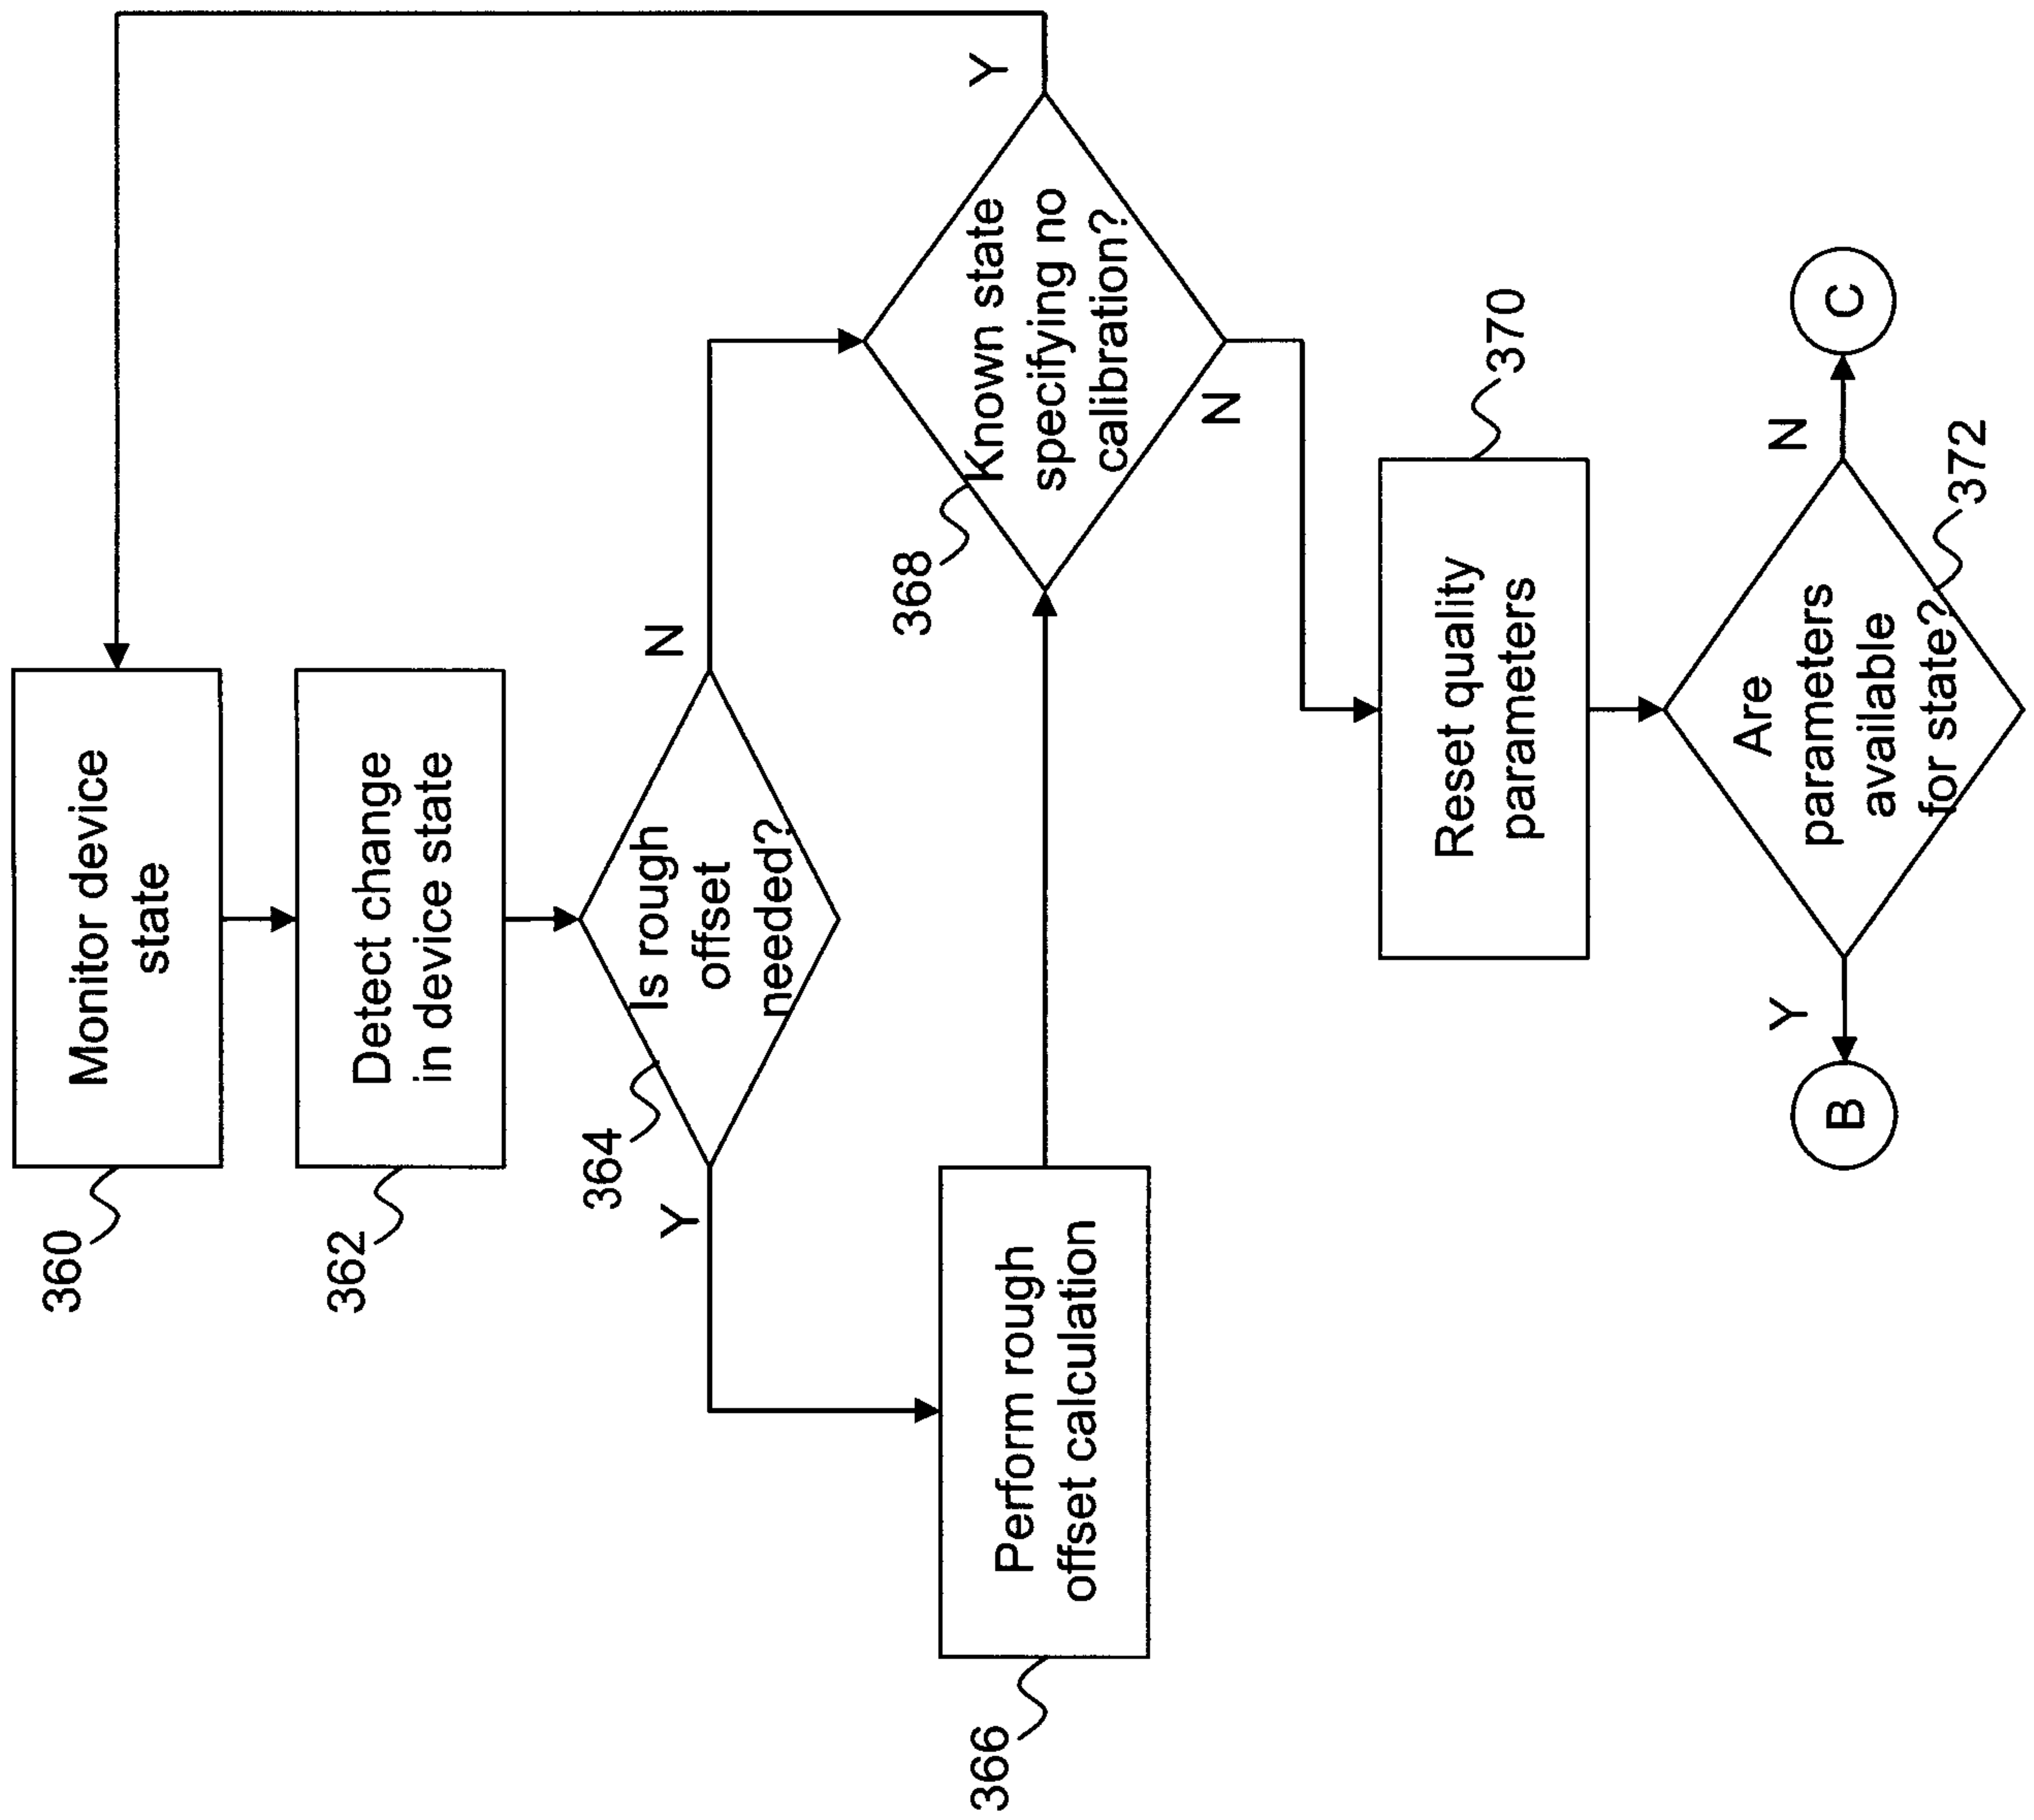 360
Monitor device
state
362
Detect change
in device state
364
Is rough
offset
needed?
Y
N
366
Perform rough
offset calculation
368
Known state
specifying no
calibration?
Y
N
370
Reset quality
parameters
372
Are
parameters
available
for state?
Y
N
B
C